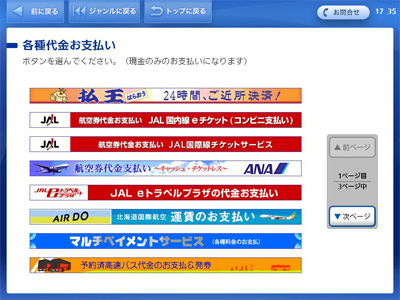 前に戻る
ジャンルに戻る
トップに戻る
お問合せ
17 35
各種代金お支払い
ボタンを選んでください。(現金のみのお支払いになります)
払王 はらおう 24時間、ご近所決済!
JAL 航空券代金お支払い JAL国内線eチケット(コンビニ支払い)
JAL 航空券代金お支払い JAL国際線チケットサービス
航空券代金お支払い ~キャッシュ・チケットレス~ ANA
JAL eトラベルプラザ JAL eトラベルプラザの代金お支払い
AIR DO 北海道国際航空 運賃のお支払い
マルチペイメントサービス (各種料金のお支払)
予約済高速バス代金のお支払&発券
前ページ
1ページ目
3ページ中
次ページ